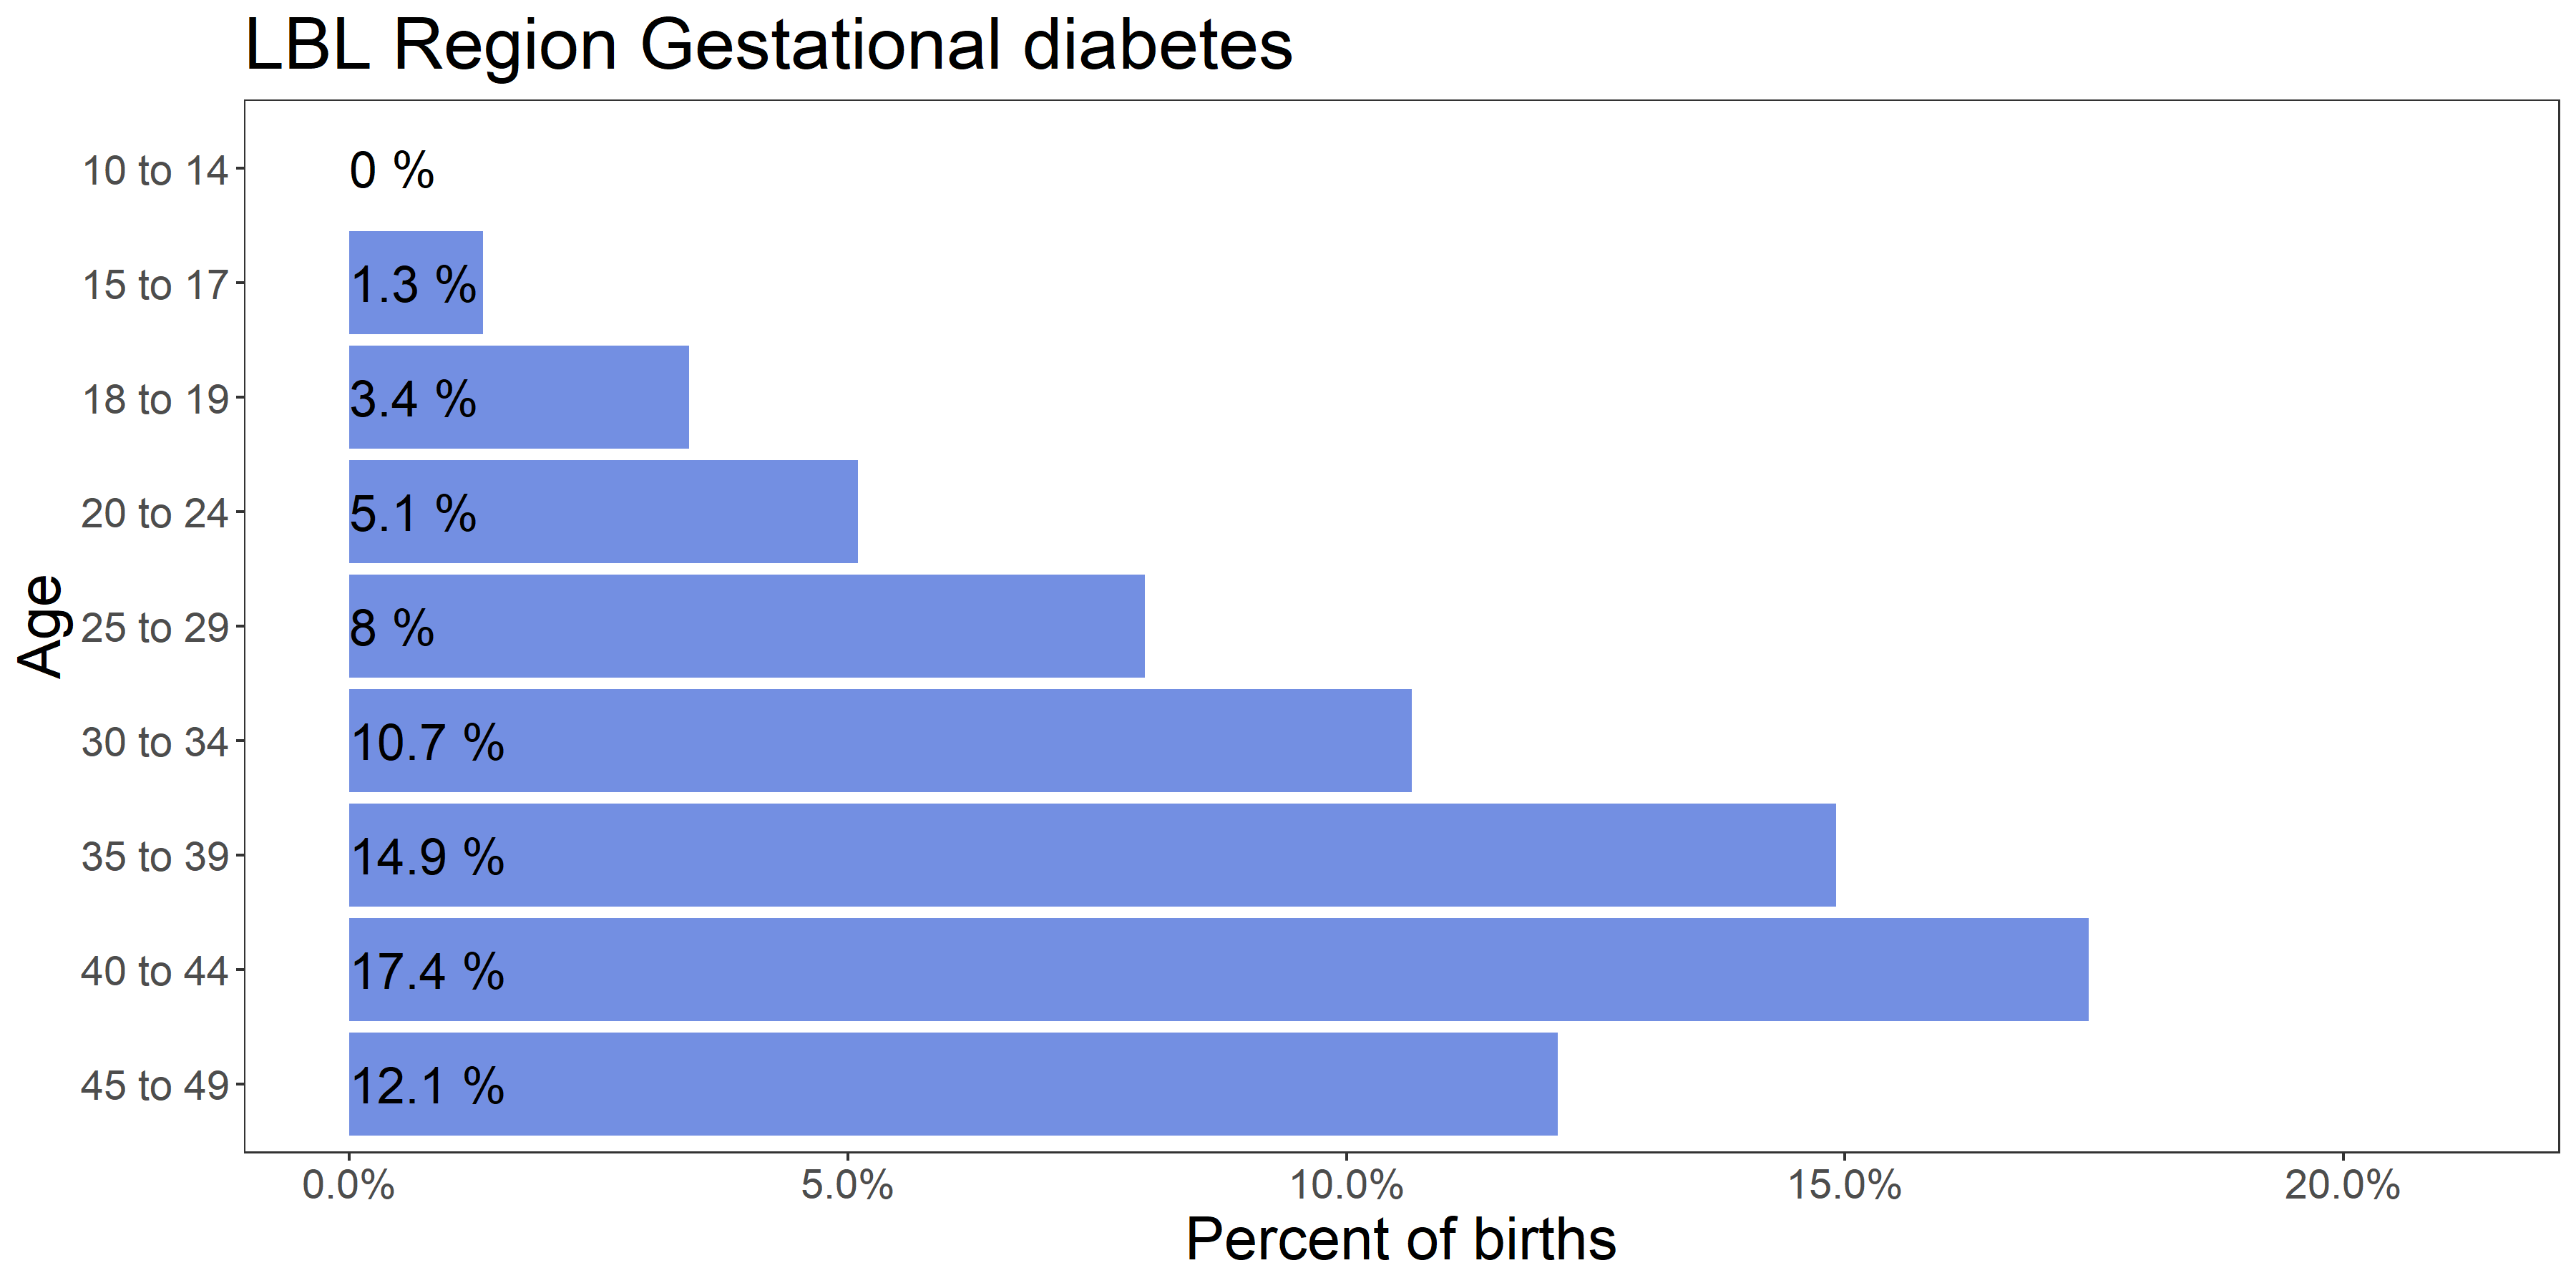 LBL Region Gestational diabetes
Age
10 to 14
0 %
15 to 17
1.3 %
18 to 19
3.4 %
20 to 24
5.1 %
25 to 29
8 %
30 to 34
10.7 %
35 to 39
14.9 %
40 to 44
17.4 %
45 to 49
12.1 %
0.0%
5.0%
10.0%
15.0%
20.0%
Percent of births